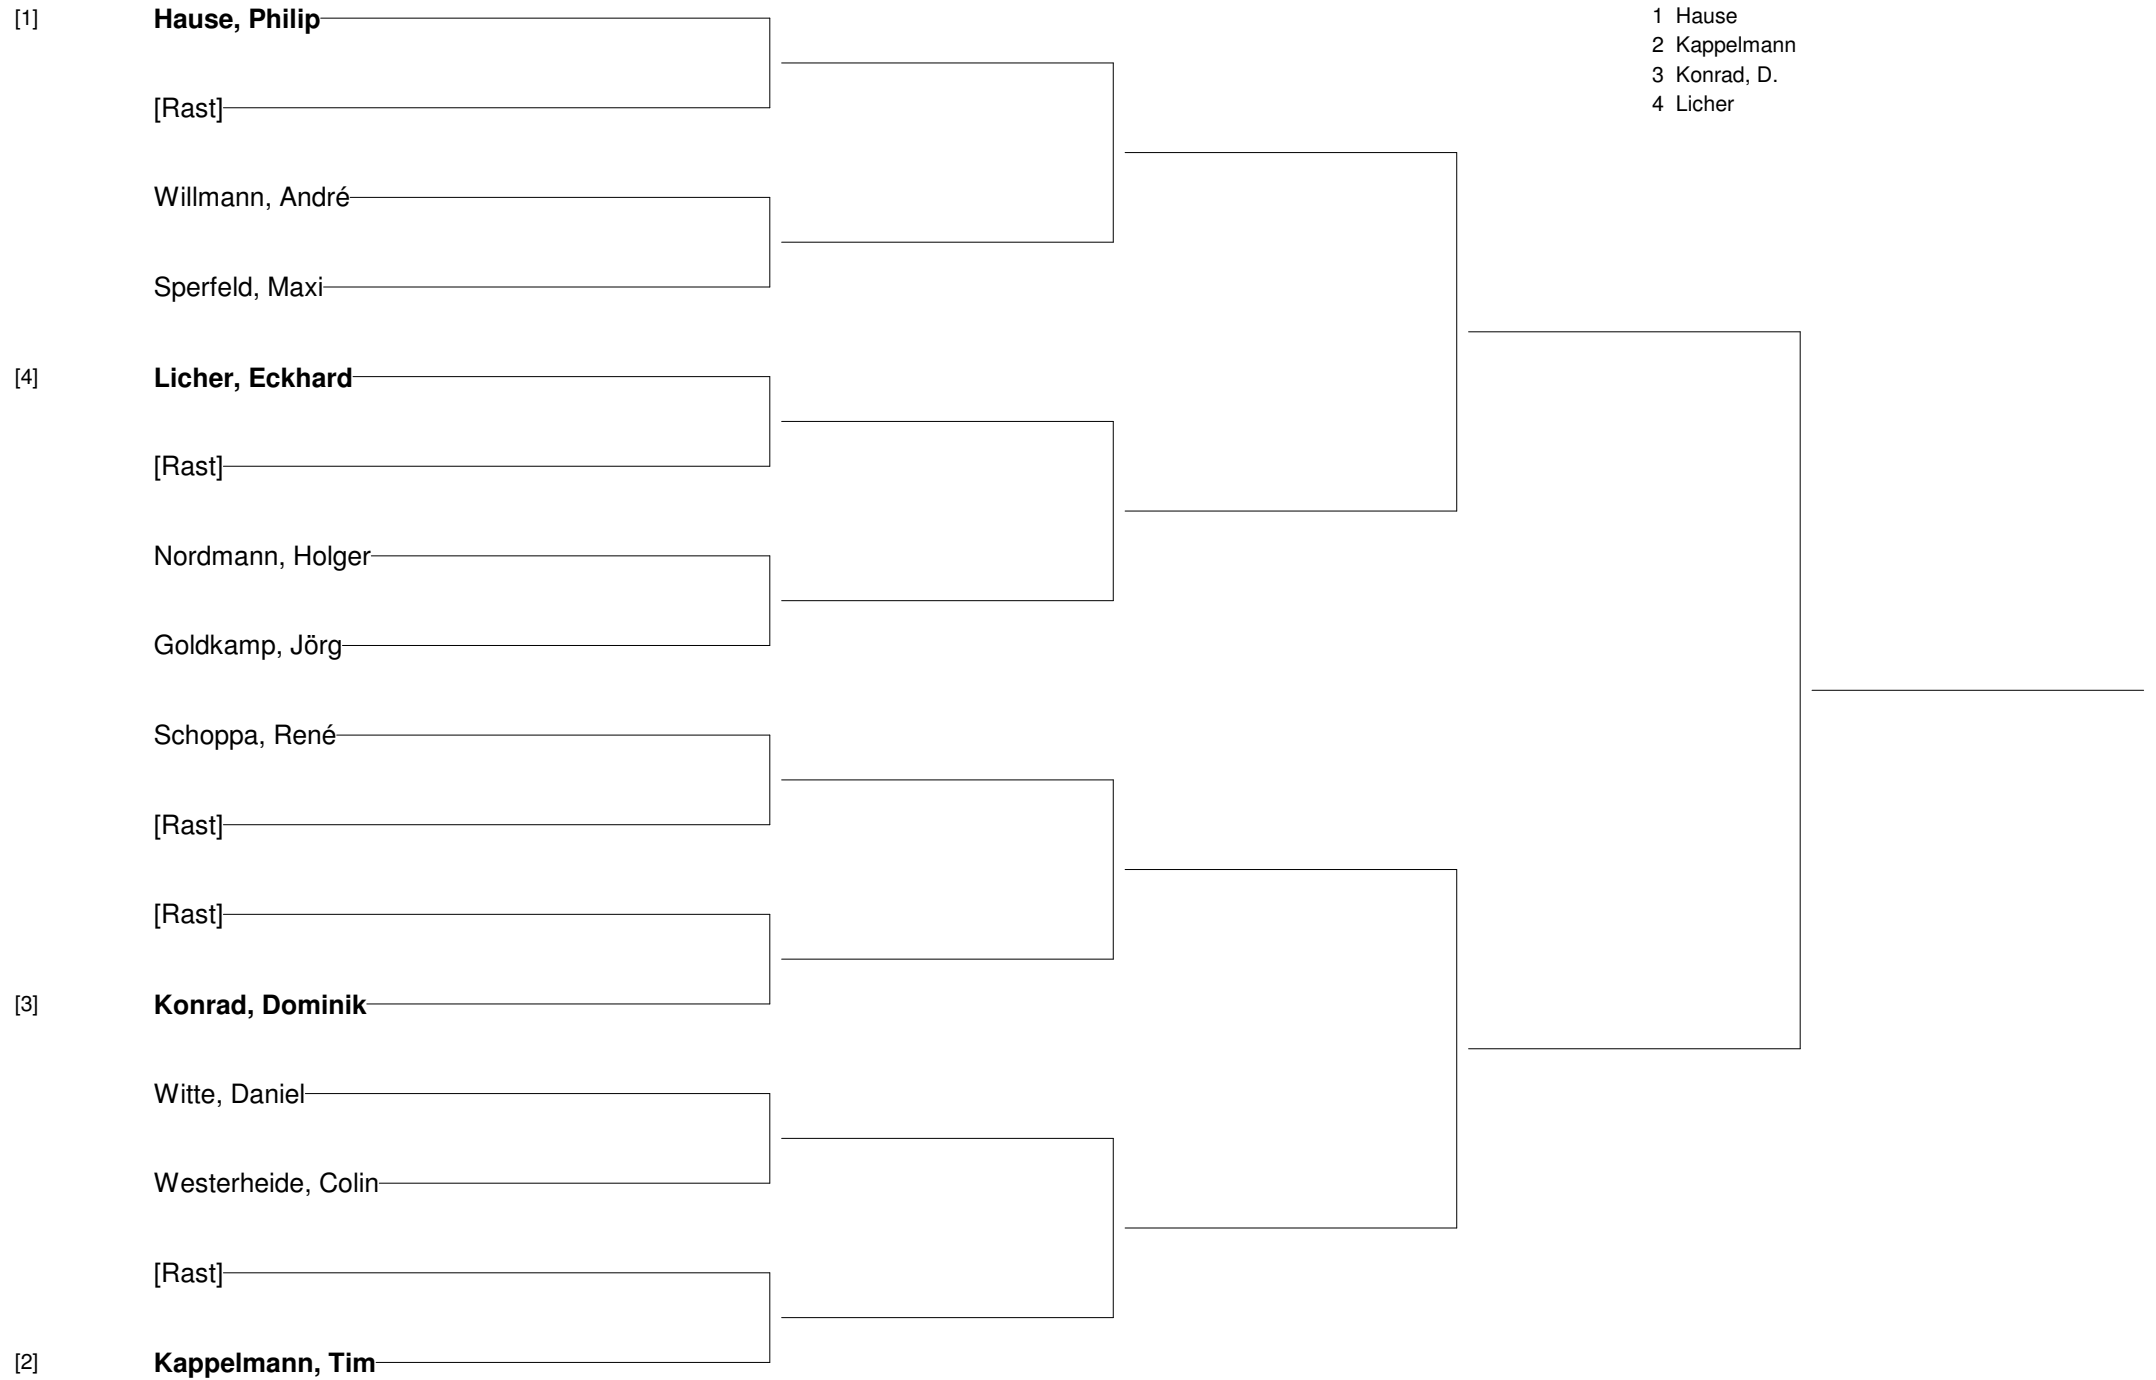 [1] Hause, Philip
1 Hause
2 Kappelmann
3 Konrad, D.
4 Licher
[Rast]
Willmann, André
Sperfeld, Maxi
[4] Licher, Eckhard
[Rast]
Nordmann, Holger
Goldkamp, Jörg
Schoppa, René
[Rast]
[Rast]
[3] Konrad, Dominik
Witte, Daniel
Westerheide, Colin
[Rast]
[2] Kappelmann, Tim